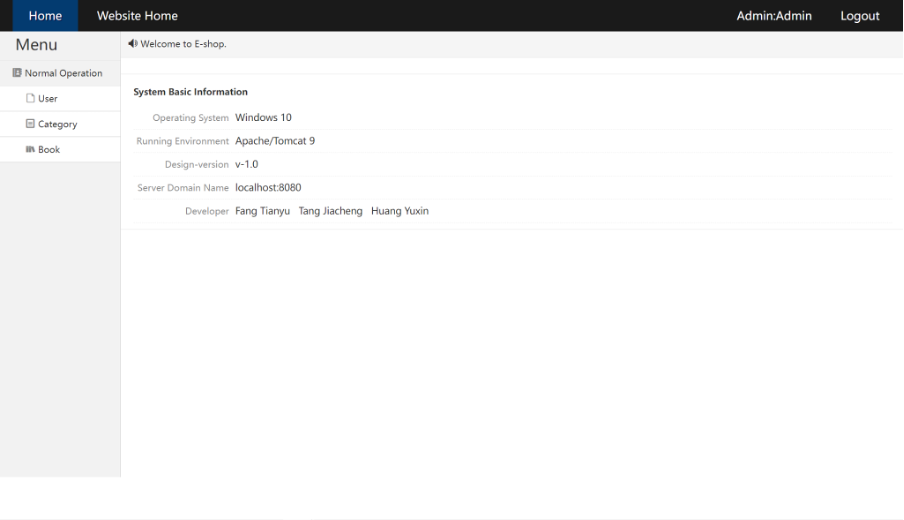 Home Website Home Admin:Admin Logout
Menu
Welcome to E-shop.
Normal Operation
User
Category
Book
System Basic Information
Operating System Windows 10
Running Environment Apache/Tomcat 9
Design-version v-1.0
Server Domain Name localhost:8080
Developer Fang Tianyu Tang Jiacheng Huang Yuxin